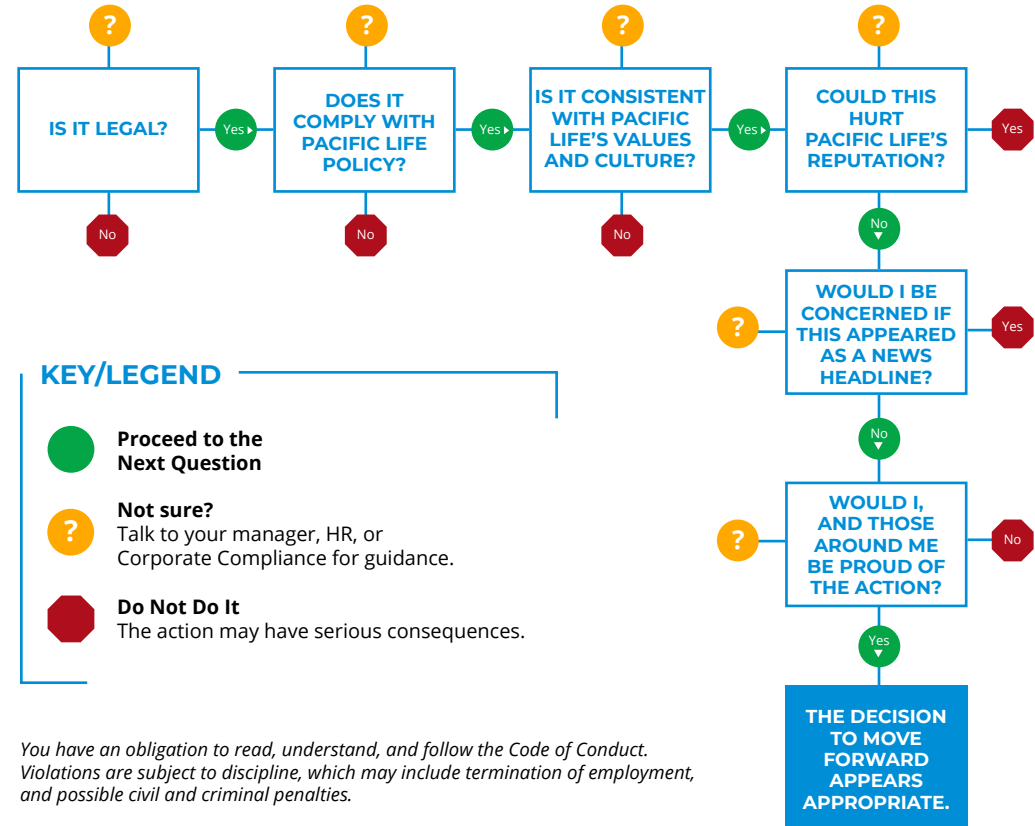 ?
?
?
?
IS IT LEGAL?
Yes
DOES IT
COMPLY WITH
PACIFIC LIFE
POLICY?
Yes
IS IT CONSISTENT
WITH PACIFIC
LIFE'S VALUES
AND CULTURE?
Yes
COULD THIS
HURT
PACIFIC LIFE'S
REPUTATION?
Yes
No
No
No
No
?
WOULD I BE
CONCERNED IF
THIS APPEARED
AS A NEWS
HEADLINE?
Yes
No
?
WOULD I,
AND THOSE
AROUND ME
BE PROUD OF
THE ACTION?
No
Yes
THE DECISION
TO MOVE
FORWARD
APPEARS
APPROPRIATE.
KEY/LEGEND
Proceed to the
Next Question
?
Not sure?
Talk to your manager, HR, or
Corporate Compliance for guidance.
Do Not Do It
The action may have serious consequences.
You have an obligation to read, understand, and follow the Code of Conduct.
Violations are subject to discipline, which may include termination of employment,
and possible civil and criminal penalties.